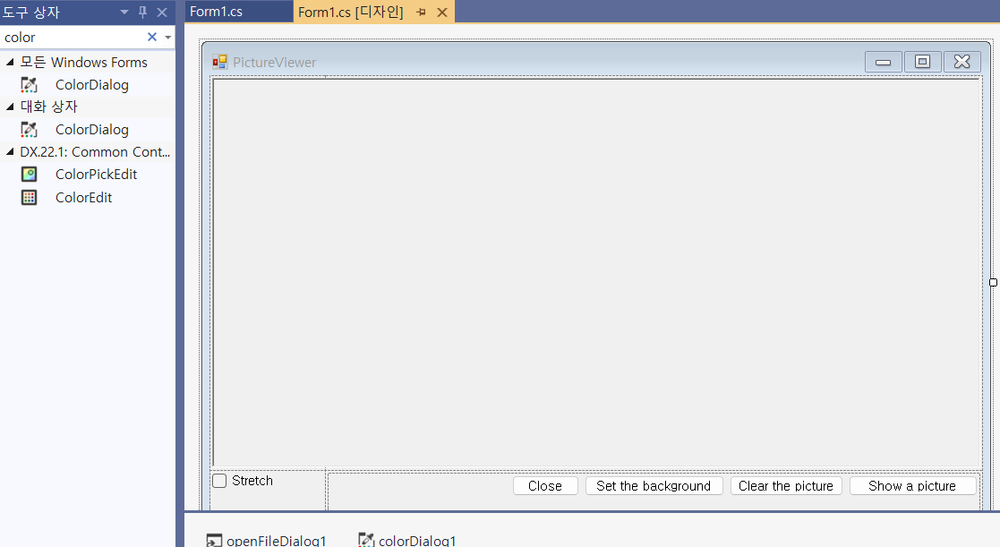 도구 상자
color
모든 Windows Forms
ColorDialog
대화 상자
ColorDialog
DX.22.1: Common Cont...
ColorPickEdit
ColorEdit
Form1.cs
Form1.cs [디자인]
PictureViewer
Stretch
Close
Set the background
Clear the picture
Show a picture
openFileDialog1
colorDialog1